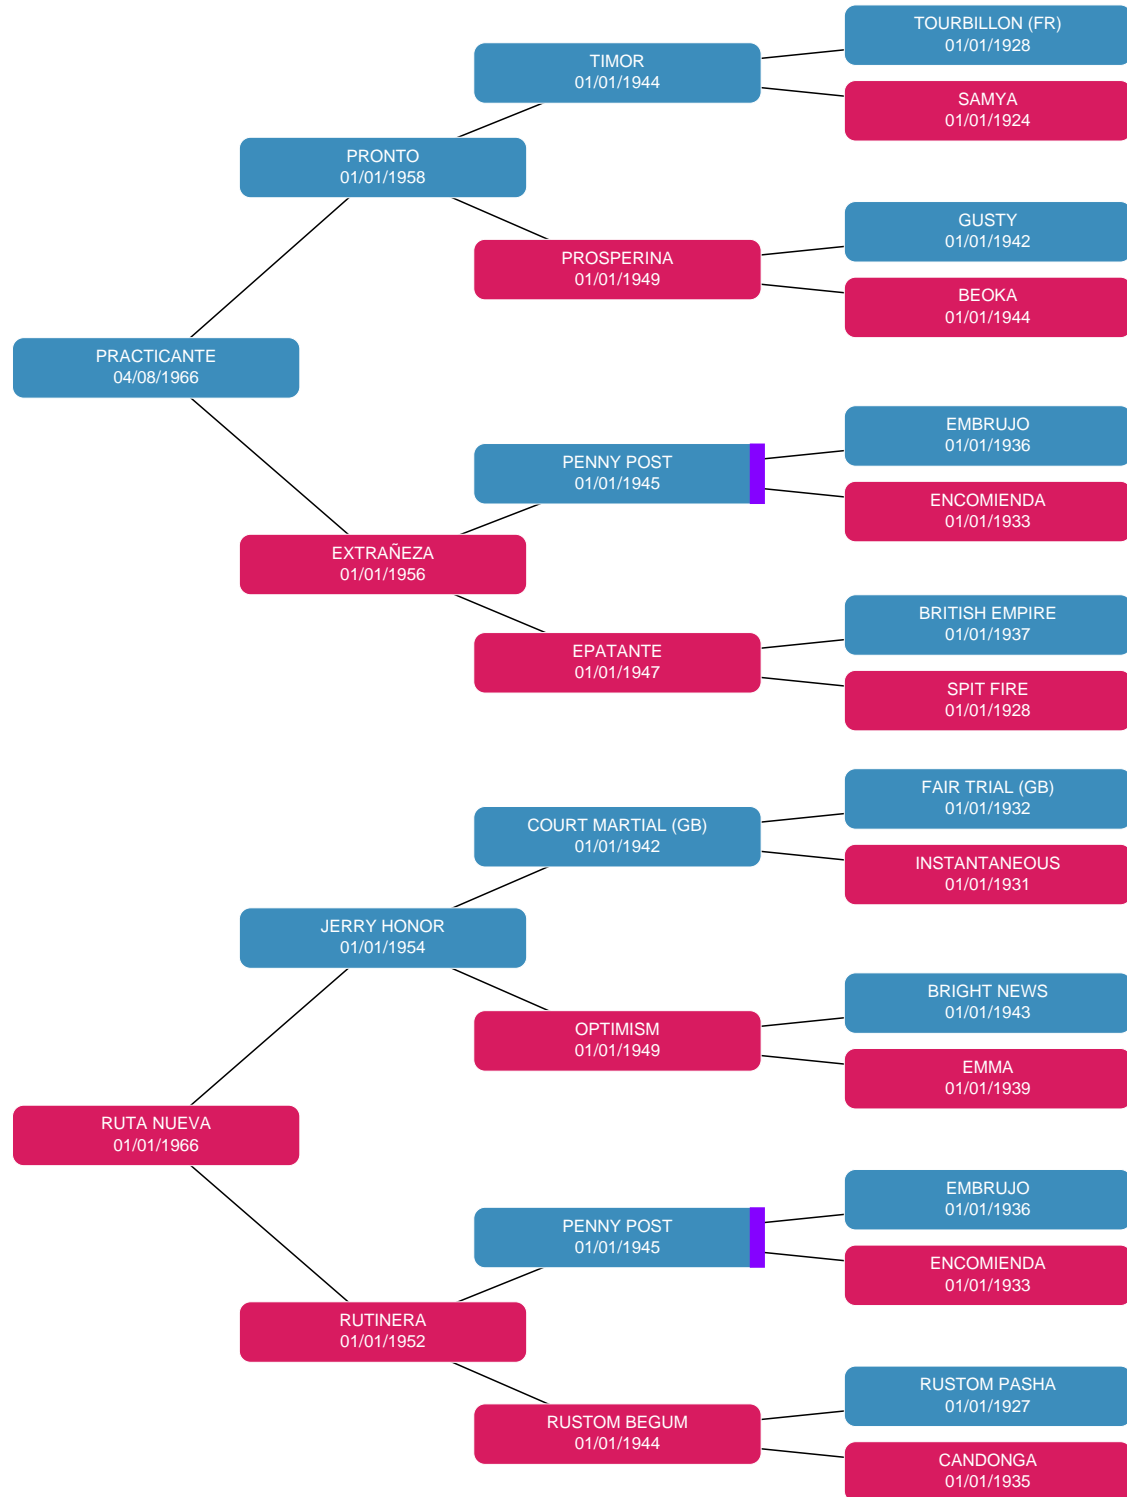 TOURBILLON (FR)
01/01/1928
TIMOR
01/01/1944
SAMYA
01/01/1924
PRONTO
01/01/1958
GUSTY
01/01/1942
PROSPERINA
01/01/1949
BEOKA
01/01/1944
PRACTICANTE
04/08/1966
EMBRUJO
01/01/1936
PENNY POST
01/01/1945
ENCOMIENDA
01/01/1933
EXTRAÑEZA
01/01/1956
BRITISH EMPIRE
01/01/1937
EPATANTE
01/01/1947
SPIT FIRE
01/01/1928
FAIR TRIAL (GB)
01/01/1932
COURT MARTIAL (GB)
01/01/1942
INSTANTANEOUS
01/01/1931
JERRY HONOR
01/01/1954
BRIGHT NEWS
01/01/1943
OPTIMISM
01/01/1949
EMMA
01/01/1939
RUTA NUEVA
01/01/1966
EMBRUJO
01/01/1936
PENNY POST
01/01/1945
ENCOMIENDA
01/01/1933
RUTINERA
01/01/1952
RUSTOM PASHA
01/01/1927
RUSTOM BEGUM
01/01/1944
CANDONGA
01/01/1935